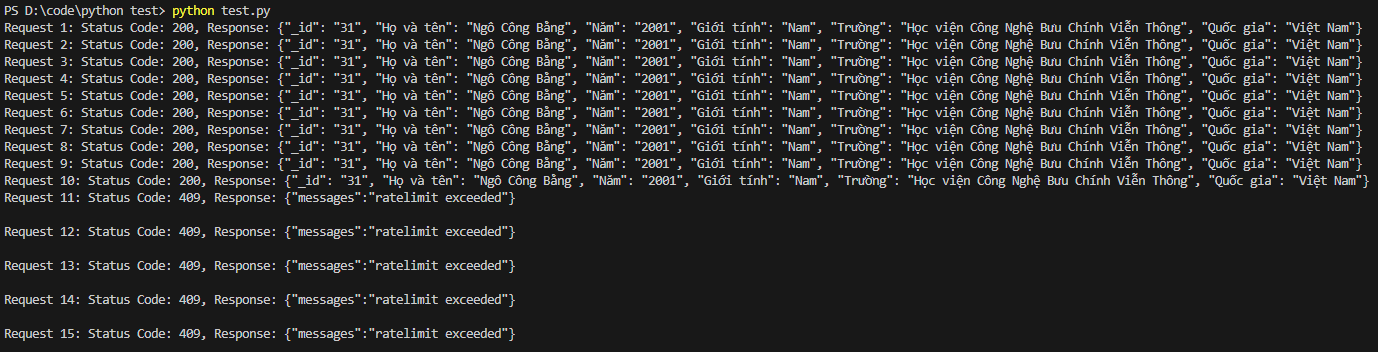 PS D:\code\python test> python test.py
Request 1: Status Code: 200, Response: {"_id": "31", "Họ và tên": "Ngô Công Bằng", "Năm": "2001", "Giới tính": "Nam", "Trường": "Học viện Công Nghệ Bưu Chính Viễn Thông", "Quốc gia": "Việt Nam"}
Request 2: Status Code: 200, Response: {"_id": "31", "Họ và tên": "Ngô Công Bằng", "Năm": "2001", "Giới tính": "Nam", "Trường": "Học viện Công Nghệ Bưu Chính Viễn Thông", "Quốc gia": "Việt Nam"}
Request 3: Status Code: 200, Response: {"_id": "31", "Họ và tên": "Ngô Công Bằng", "Năm": "2001", "Giới tính": "Nam", "Trường": "Học viện Công Nghệ Bưu Chính Viễn Thông", "Quốc gia": "Việt Nam"}
Request 4: Status Code: 200, Response: {"_id": "31", "Họ và tên": "Ngô Công Bằng", "Năm": "2001", "Giới tính": "Nam", "Trường": "Học viện Công Nghệ Bưu Chính Viễn Thông", "Quốc gia": "Việt Nam"}
Request 5: Status Code: 200, Response: {"_id": "31", "Họ và tên": "Ngô Công Bằng", "Năm": "2001", "Giới tính": "Nam", "Trường": "Học viện Công Nghệ Bưu Chính Viễn Thông", "Quốc gia": "Việt Nam"}
Request 6: Status Code: 200, Response: {"_id": "31", "Họ và tên": "Ngô Công Bằng", "Năm": "2001", "Giới tính": "Nam", "Trường": "Học viện Công Nghệ Bưu Chính Viễn Thông", "Quốc gia": "Việt Nam"}
Request 7: Status Code: 200, Response: {"_id": "31", "Họ và tên": "Ngô Công Bằng", "Năm": "2001", "Giới tính": "Nam", "Trường": "Học viện Công Nghệ Bưu Chính Viễn Thông", "Quốc gia": "Việt Nam"}
Request 8: Status Code: 200, Response: {"_id": "31", "Họ và tên": "Ngô Công Bằng", "Năm": "2001", "Giới tính": "Nam", "Trường": "Học viện Công Nghệ Bưu Chính Viễn Thông", "Quốc gia": "Việt Nam"}
Request 9: Status Code: 200, Response: {"_id": "31", "Họ và tên": "Ngô Công Bằng", "Năm": "2001", "Giới tính": "Nam", "Trường": "Học viện Công Nghệ Bưu Chính Viễn Thông", "Quốc gia": "Việt Nam"}
Request 10: Status Code: 200, Response: {"_id": "31", "Họ và tên": "Ngô Công Bằng", "Năm": "2001", "Giới tính": "Nam", "Trường": "Học viện Công Nghệ Bưu Chính Viễn Thông", "Quốc gia": "Việt Nam"}
Request 11: Status Code: 409, Response: {"messages":"ratelimit exceeded"}
Request 12: Status Code: 409, Response: {"messages":"ratelimit exceeded"}
Request 13: Status Code: 409, Response: {"messages":"ratelimit exceeded"}
Request 14: Status Code: 409, Response: {"messages":"ratelimit exceeded"}
Request 15: Status Code: 409, Response: {"messages":"ratelimit exceeded"}